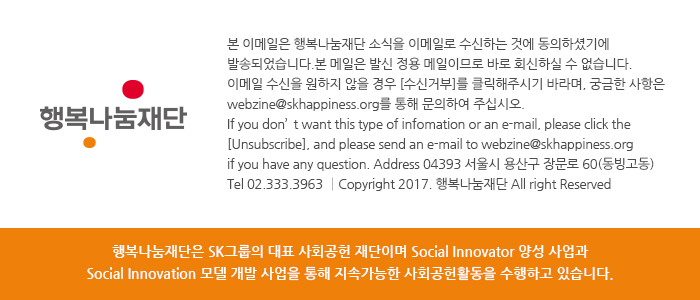 행복나눔재단
본 이메일은 행복나눔재단 소식을 이메일로 수신하는 것에 동의하셨기에
발송되었습니다.본 메일은 발신 정용 메일이므로 바로 회신하실 수 없습니다.
이메일 수신을 원하지 않을 경우 [수신거부]를 클릭해주시기 바라며, 궁금한 사항은
webzine@skhappiness.org를 통해 문의하여 주십시오.
If you don’t want this type of infomation or an e-mail, please click the
[Unsubscribe], and please send an e-mail to webzine@skhappiness.org
if you have any question. Address 04393 서울시 용산구 장문로 60(동빙고동)
Tel 02.333.3963 │Copyright 2017. 행복나눔재단 All right Reserved
행복나눔재단은 SK그룹의 대표 사회공헌 재단이며 Social Innovator 양성 사업과
Social Innovation 모델 개발 사업을 통해 지속가능한 사회공헌활동을 수행하고 있습니다.